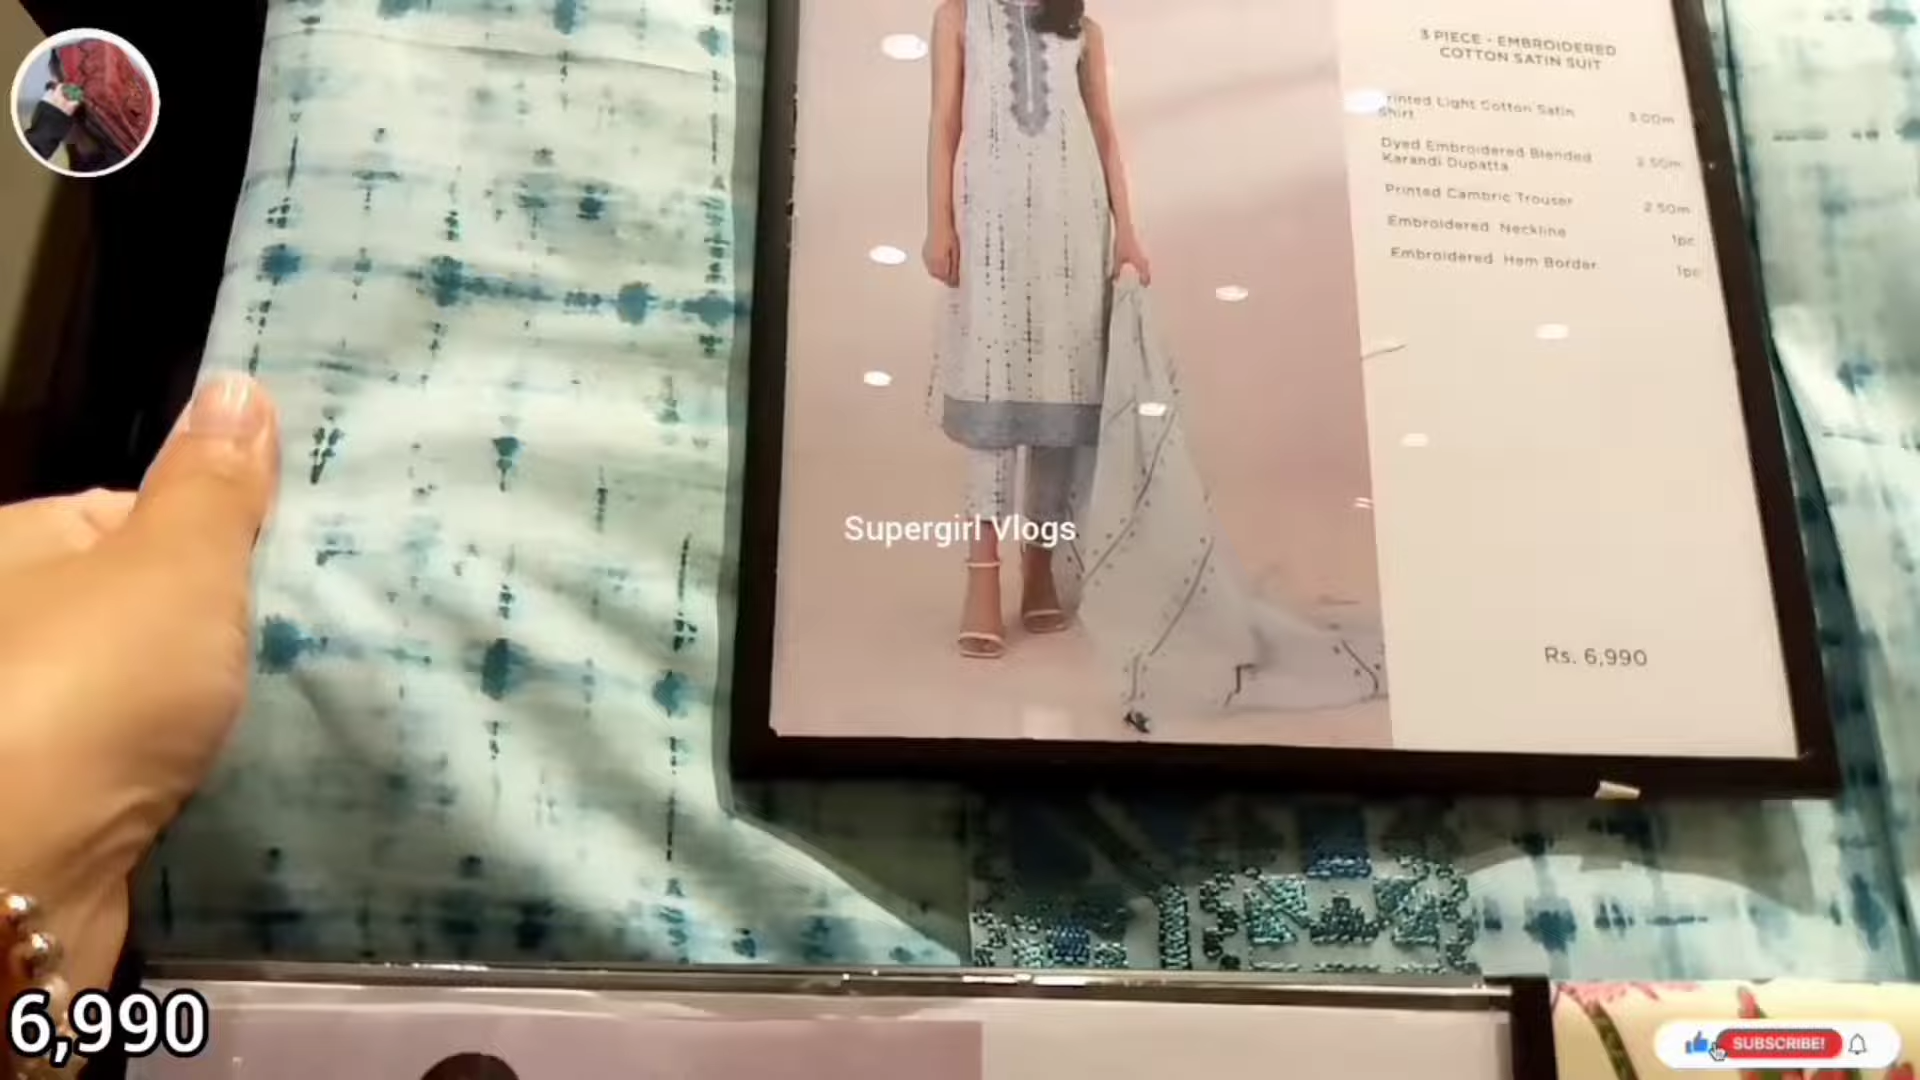 3 PIECE - EMBROIDERED
COTTON SATIN SUIT
Printed Light Cotton Satin
Shirt
3.00m
Dyed Embroidered Blended
Karandi Dupatta
2.50m
Printed Cambric Trouser
2.50m
Embroidered Neckline
1pc
Embroidered Hem Border
1pc
Supergirl Vlogs
Rs. 6,990
6,990
SUBSCRIBE!